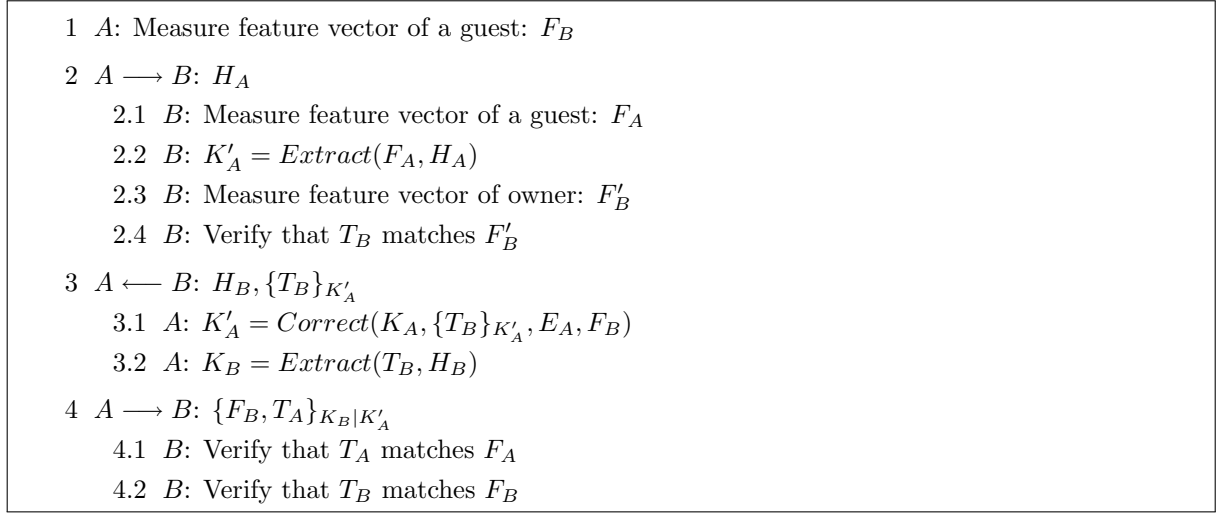 1 A: Measure feature vector of a guest: F_B
2 A ⟶ B: H_A
2.1 B: Measure feature vector of a guest: F_A
2.2 B: K'_A = Extract(F_A, H_A)
2.3 B: Measure feature vector of owner: F'_B
2.4 B: Verify that T_B matches F'_B
3 A ⟵ B: H_B, {T_B}_{K'_A}
3.1 A: K'_A = Correct(K_A, {T_B}_{K'_A}, E_A, F_B)
3.2 A: K_B = Extract(T_B, H_B)
4 A ⟶ B: {F_B, T_A}_{K_B|K'_A}
4.1 B: Verify that T_A matches F_A
4.2 B: Verify that T_B matches F_B